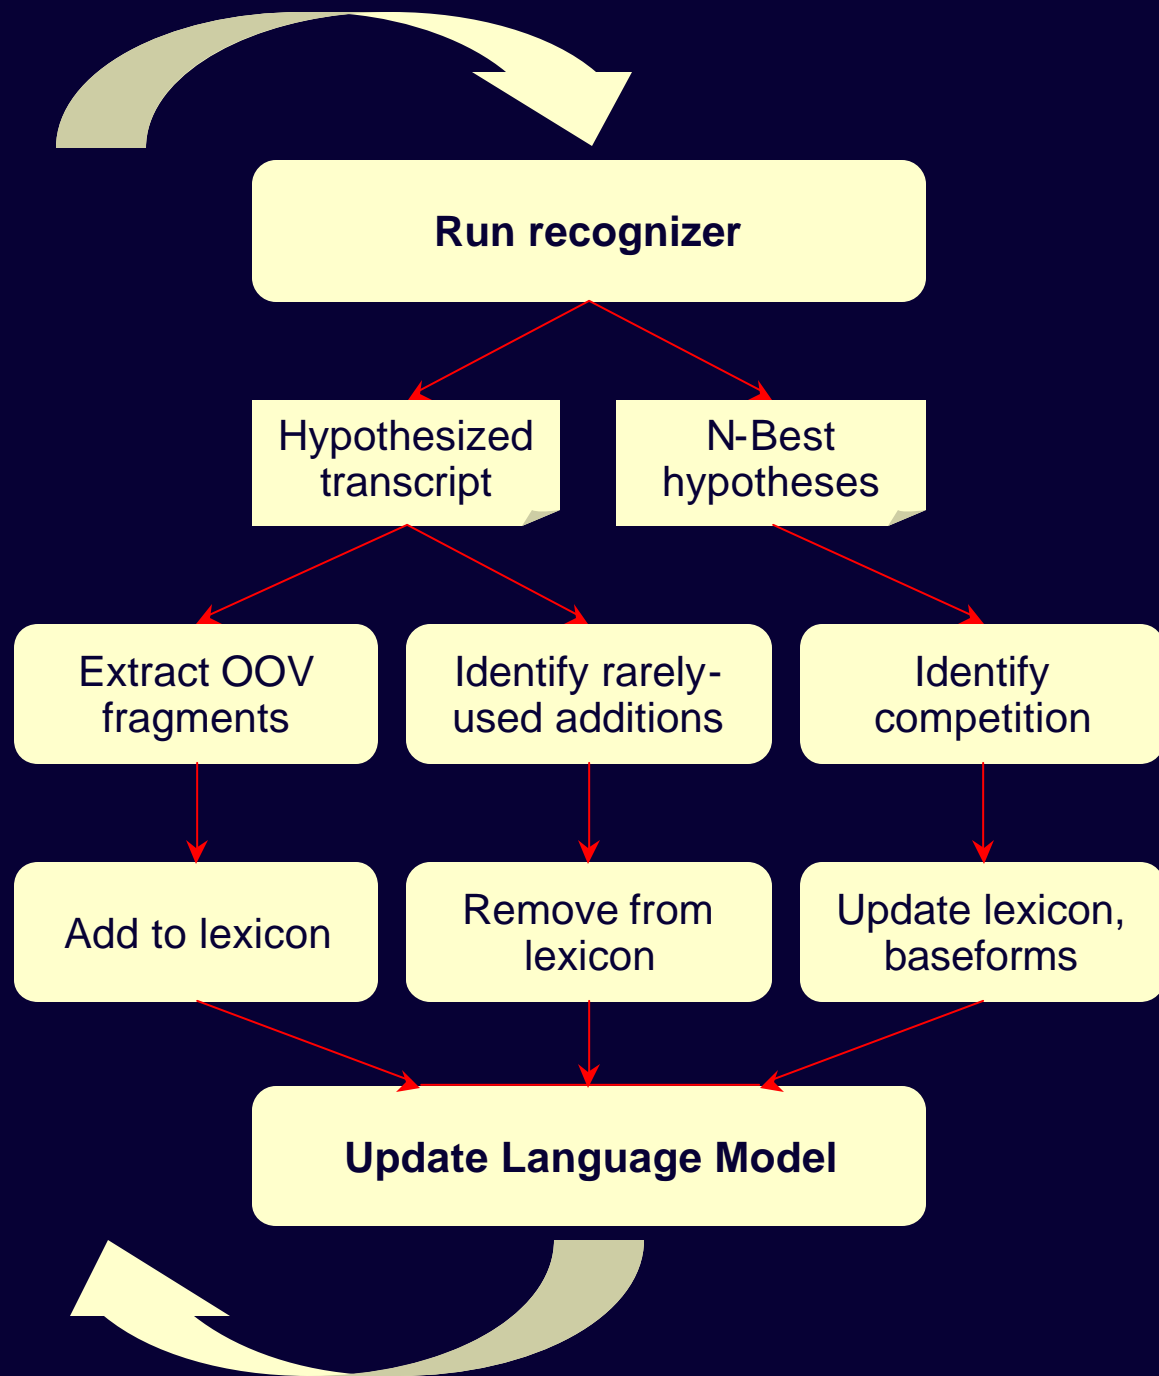 Run recognizer
Hypothesized
transcript
N-Best
hypotheses
Extract OOV
fragments
Identify rarely-
used additions
Identify
competition
Add to lexicon
Remove from
lexicon
Update lexicon,
baseforms
Update Language Model